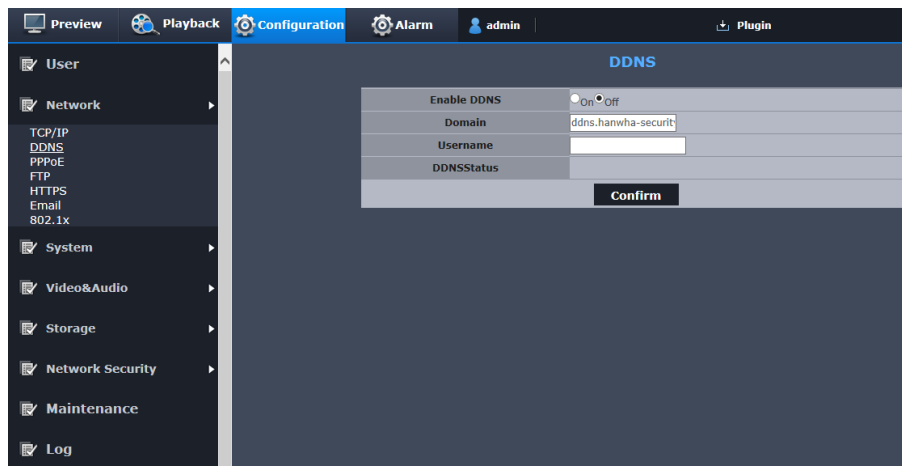 Preview Playback Configuration Alarm admin Plugin
User
Network
TCP/IP
DDNS
PPPoE
FTP
HTTPS
Email
802.1x
System
Video&Audio
Storage
Network Security
Maintenance
Log
DDNS
Enable DDNS On Off
Domain ddns.hanwha-securit
Username
DDNSStatus
Confirm